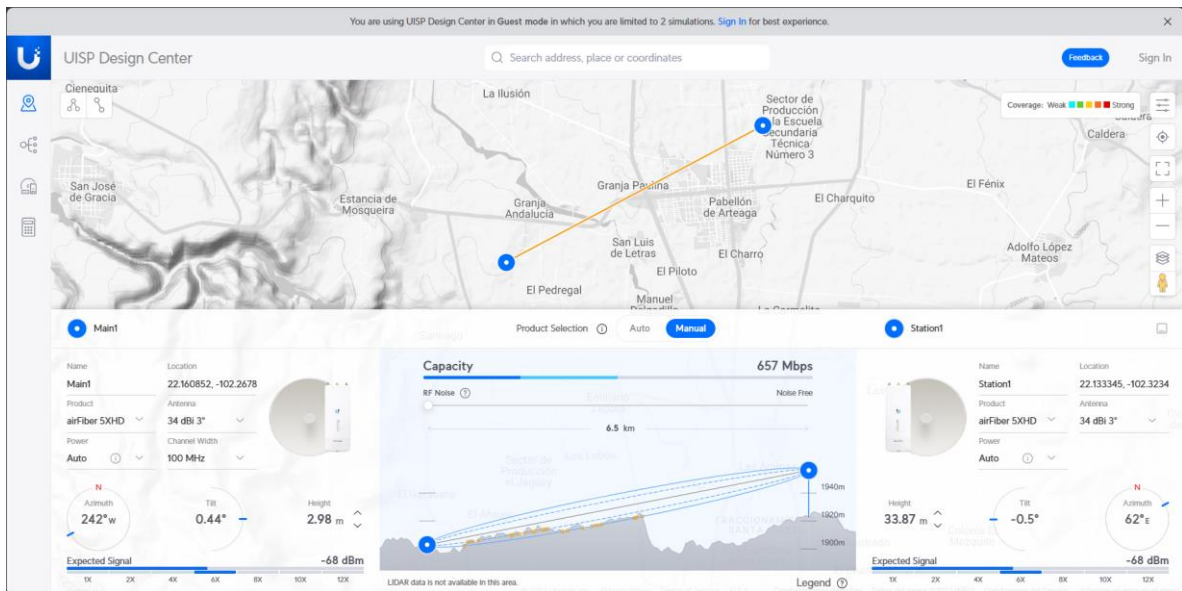 You are using UISP Design Center in Guest mode in which you are limited to 2 simulations. Sign In for best experience.
UISP Design Center
Search address, place or coordinates
Feedback
Sign In
Cieneguita
La Ilusión
Sector de
Producción
la Escuela
Secundaria
Técnica
Número 3
Coverage: Weak
Strong
Caldera
San José
de Gracia
Estancia de
Mosqueira
Granja Paulina
Granja
Andalucía
Pabellón
de Arteaga
El Charquito
El Fénix
San Luis
de Letras
El Charro
El Piloto
Adolfo López
Mateos
El Pedregal
Manuel
Main1
Product Selection
Auto
Manual
Station1
Name
Location
Main1
22.160852, -102.2678
Product
Antenna
airFiber 5XHD
34 dBi 3°
Power
Channel Width
Auto
100 MHz
N
Azimuth
242° w
Tilt
0.44°
Height
2.98 m
Expected Signal
-68 dBm
1X 2X 4X 6X 8X 10X 12X
Capacity
657 Mbps
RF Noise
Noise Free
6.5 km
1940m
1920m
1900m
LIDAR data is not available in this area.
Legend
Name
Location
Station1
22.133345, -102.3234
Product
Antenna
airFiber 5XHD
34 dBi 3°
Power
Auto
Height
33.87 m
Tilt
-0.5°
N
Azimuth
62° E
Expected Signal
-68 dBm
1X 2X 4X 6X 8X 10X 12X